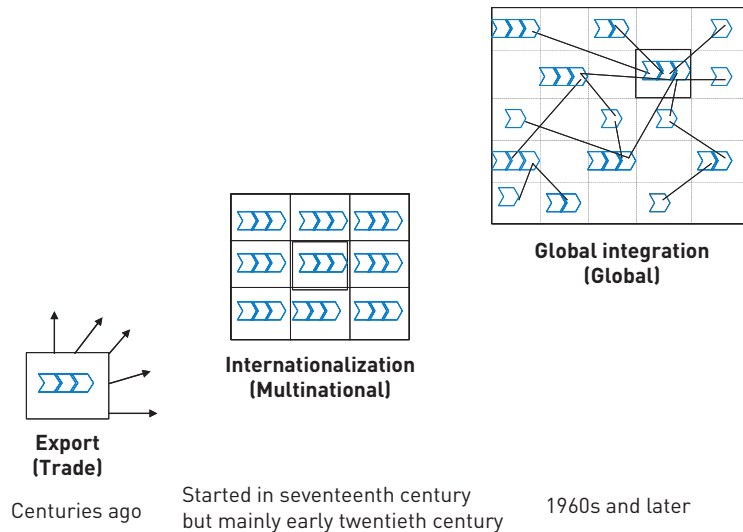 Global integration
(Global)
Internationalization
(Multinational)
Export
(Trade)
Centuries ago
Started in seventeenth century
but mainly early twentieth century
1960s and later